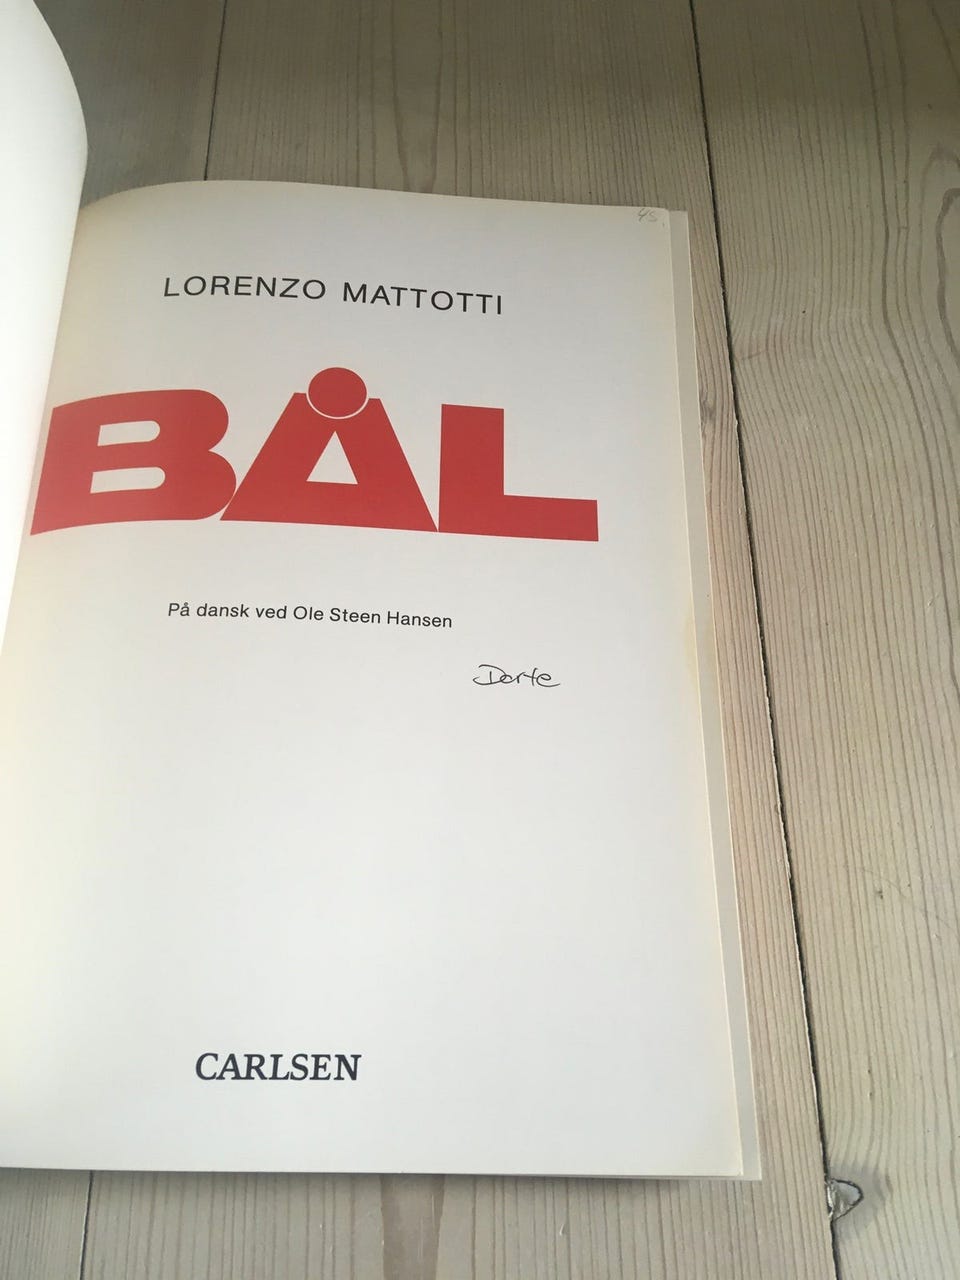 45,
LORENZO MATTOTTI
BÅL
På dansk ved Ole Steen Hansen
Dorte
CARLSEN